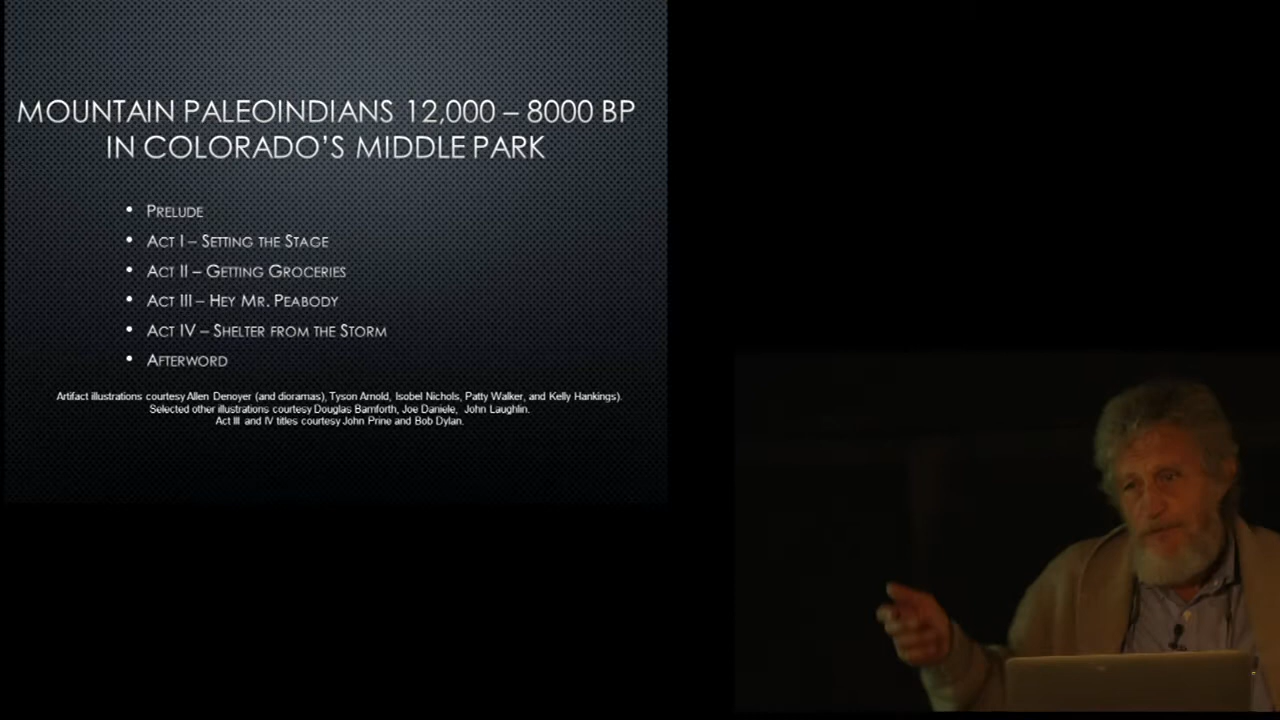 MOUNTAIN PALEOINDIANS 12,000 – 8000 BP
IN COLORADO'S MIDDLE PARK
• PRELUDE
• ACT I – SETTING THE STAGE
• ACT II – GETTING GROCERIES
• ACT III – HEY MR. PEABODY
• ACT IV – SHELTER FROM THE STORM
• AFTERWORD
Artifact illustrations courtesy Allen Denoyer (and dioramas), Tyson Arnold, Isobel Nichols, Patty Walker, and Kelly Hankings).
Selected other illustrations courtesy Douglas Bamforth, Joe Daniele, John Laughlin.
Act III and IV titles courtesy John Prine and Bob Dylan.